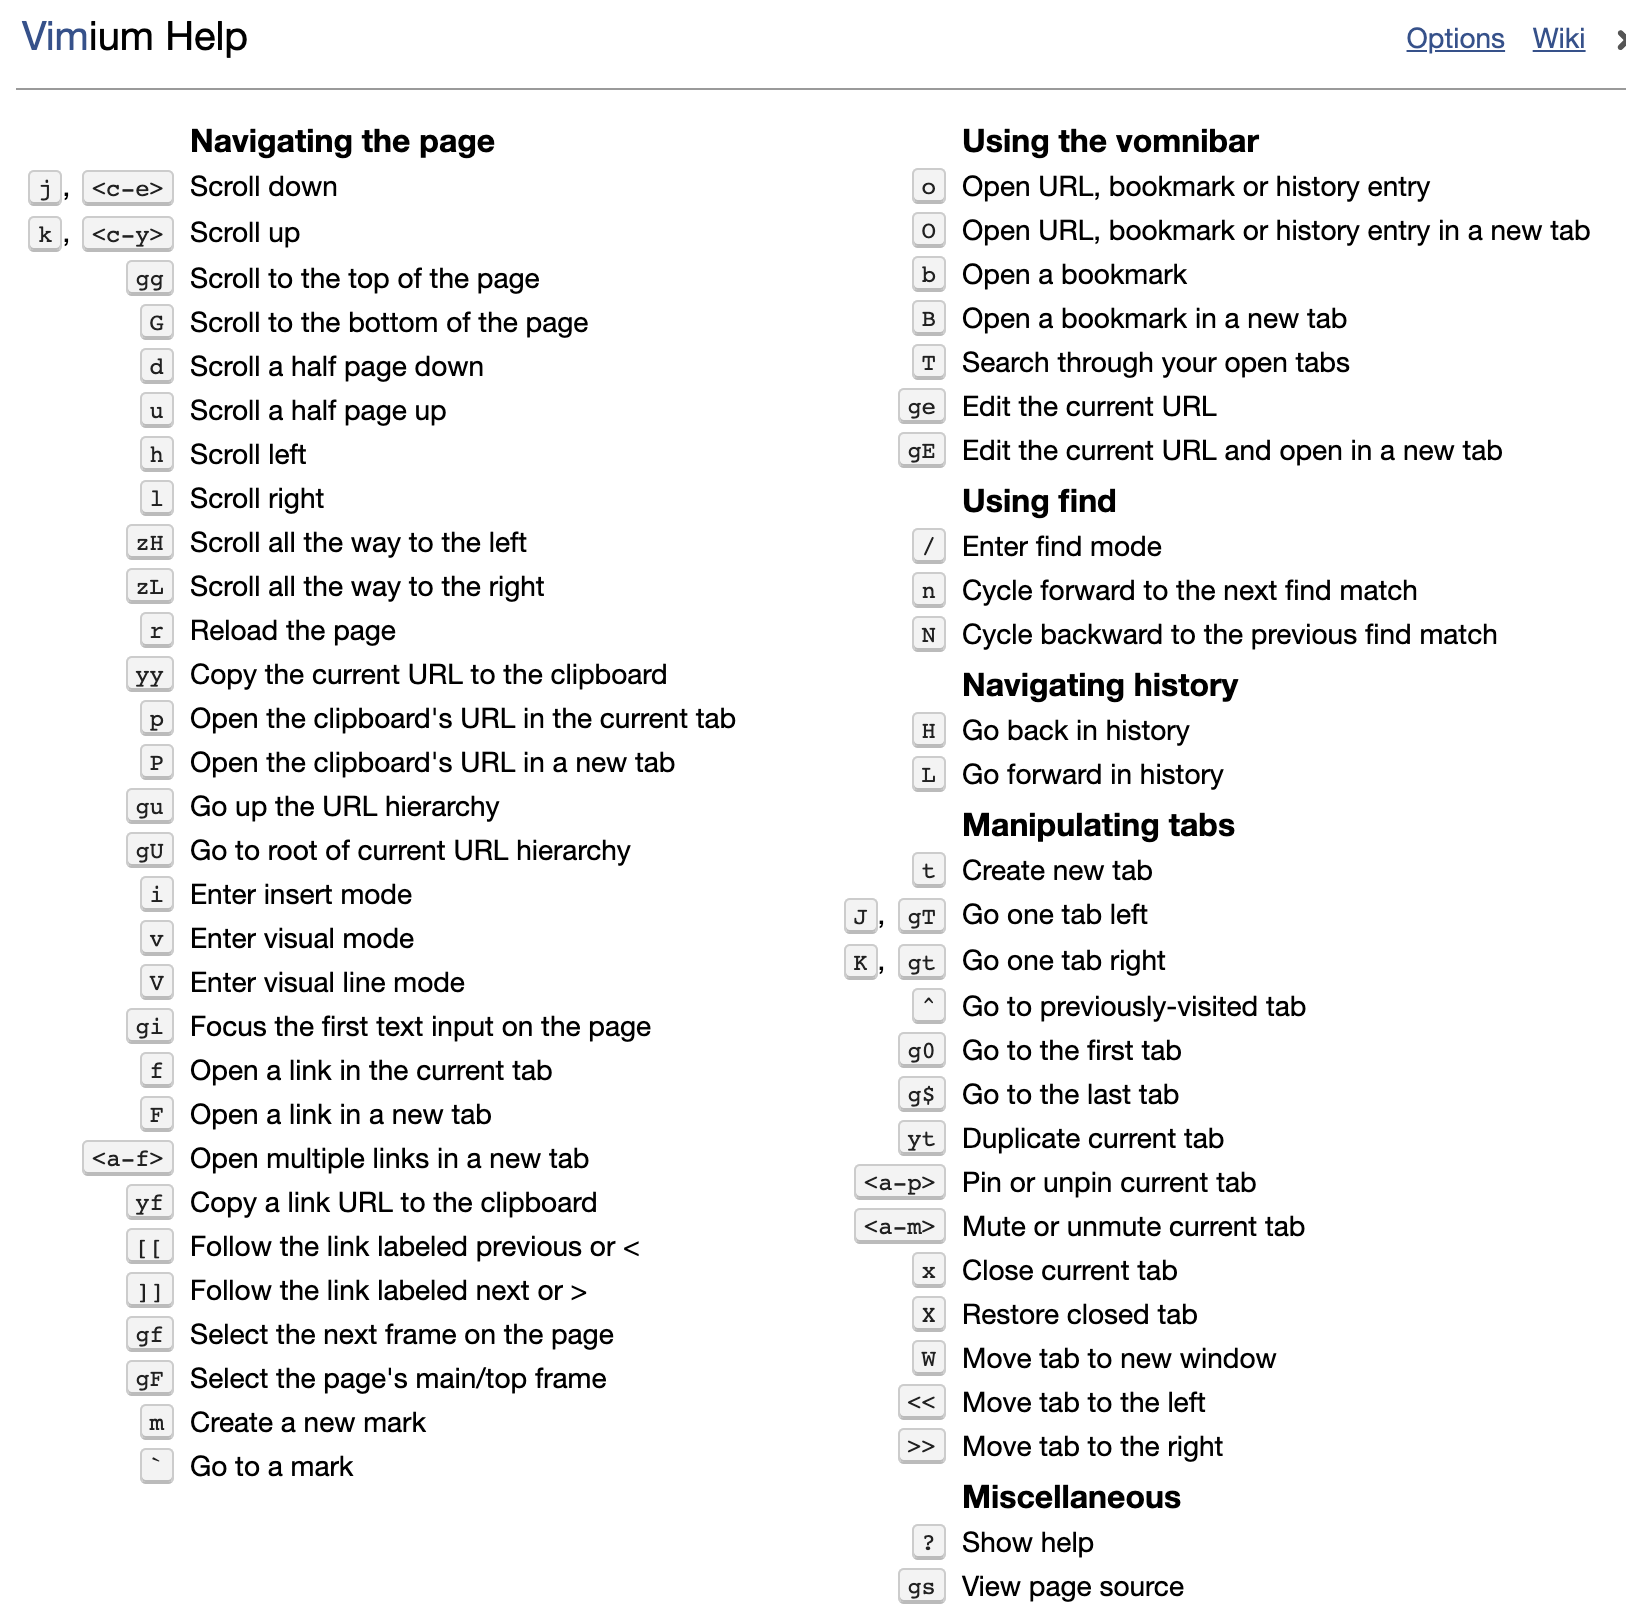 Vimium Help
Options Wiki
Navigating the page
j, <c-e> Scroll down
k, <c-y> Scroll up
gg Scroll to the top of the page
G Scroll to the bottom of the page
d Scroll a half page down
u Scroll a half page up
h Scroll left
l Scroll right
zH Scroll all the way to the left
zL Scroll all the way to the right
r Reload the page
yy Copy the current URL to the clipboard
p Open the clipboard's URL in the current tab
P Open the clipboard's URL in a new tab
gu Go up the URL hierarchy
gU Go to root of current URL hierarchy
i Enter insert mode
v Enter visual mode
V Enter visual line mode
gi Focus the first text input on the page
f Open a link in the current tab
F Open a link in a new tab
<a-f> Open multiple links in a new tab
yf Copy a link URL to the clipboard
[[ Follow the link labeled previous or <
]] Follow the link labeled next or >
gf Select the next frame on the page
gF Select the page's main/top frame
m Create a new mark
` Go to a mark
Using the vomnibar
o Open URL, bookmark or history entry
O Open URL, bookmark or history entry in a new tab
b Open a bookmark
B Open a bookmark in a new tab
T Search through your open tabs
ge Edit the current URL
gE Edit the current URL and open in a new tab
Using find
/ Enter find mode
n Cycle forward to the next find match
N Cycle backward to the previous find match
Navigating history
H Go back in history
L Go forward in history
Manipulating tabs
t Create new tab
J, gT Go one tab left
K, gt Go one tab right
^ Go to previously-visited tab
g0 Go to the first tab
g$ Go to the last tab
yt Duplicate current tab
<a-p> Pin or unpin current tab
<a-m> Mute or unmute current tab
x Close current tab
X Restore closed tab
W Move tab to new window
<< Move tab to the left
>> Move tab to the right
Miscellaneous
? Show help
gs View page source